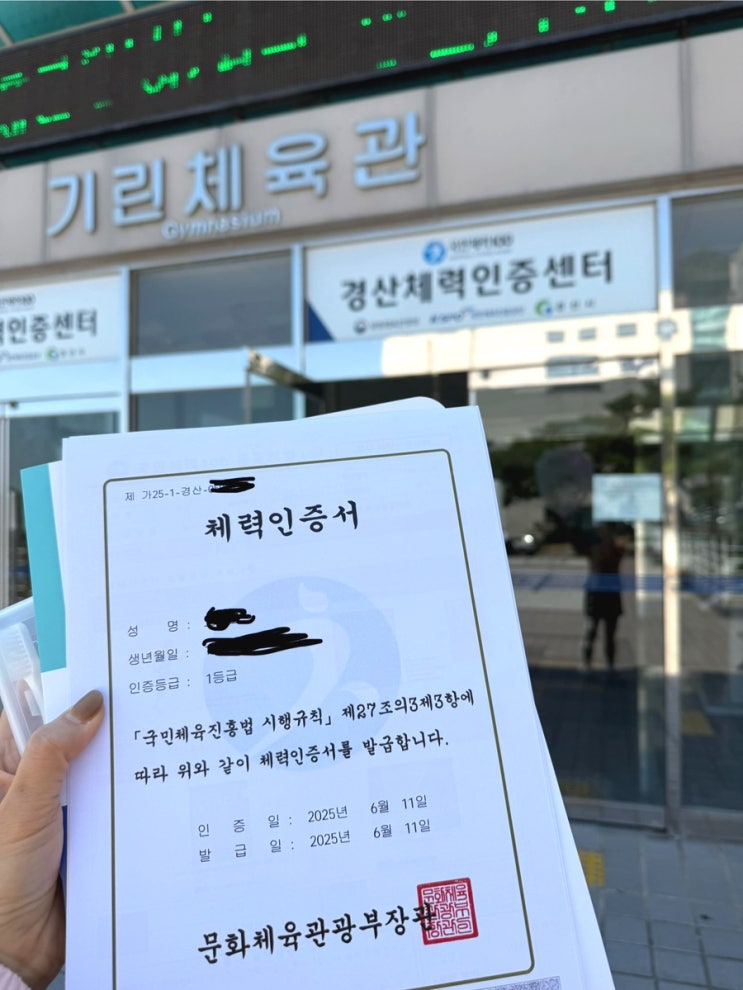 기린체육관
Gymnasium
국민체력100
경산체력인증센터
인증센터
제 가25-1-경산-
체력인증서
성 명 :
생년월일 :
인증등급 : 1등급
「국민체육진흥법 시행규칙」 제27조의3제3항에
따라 위와 같이 체력인증서를 발급합니다.
인 증 일 : 2025년 6월 11일
발 급 일 : 2025년 6월 11일
문화체육관광부장관